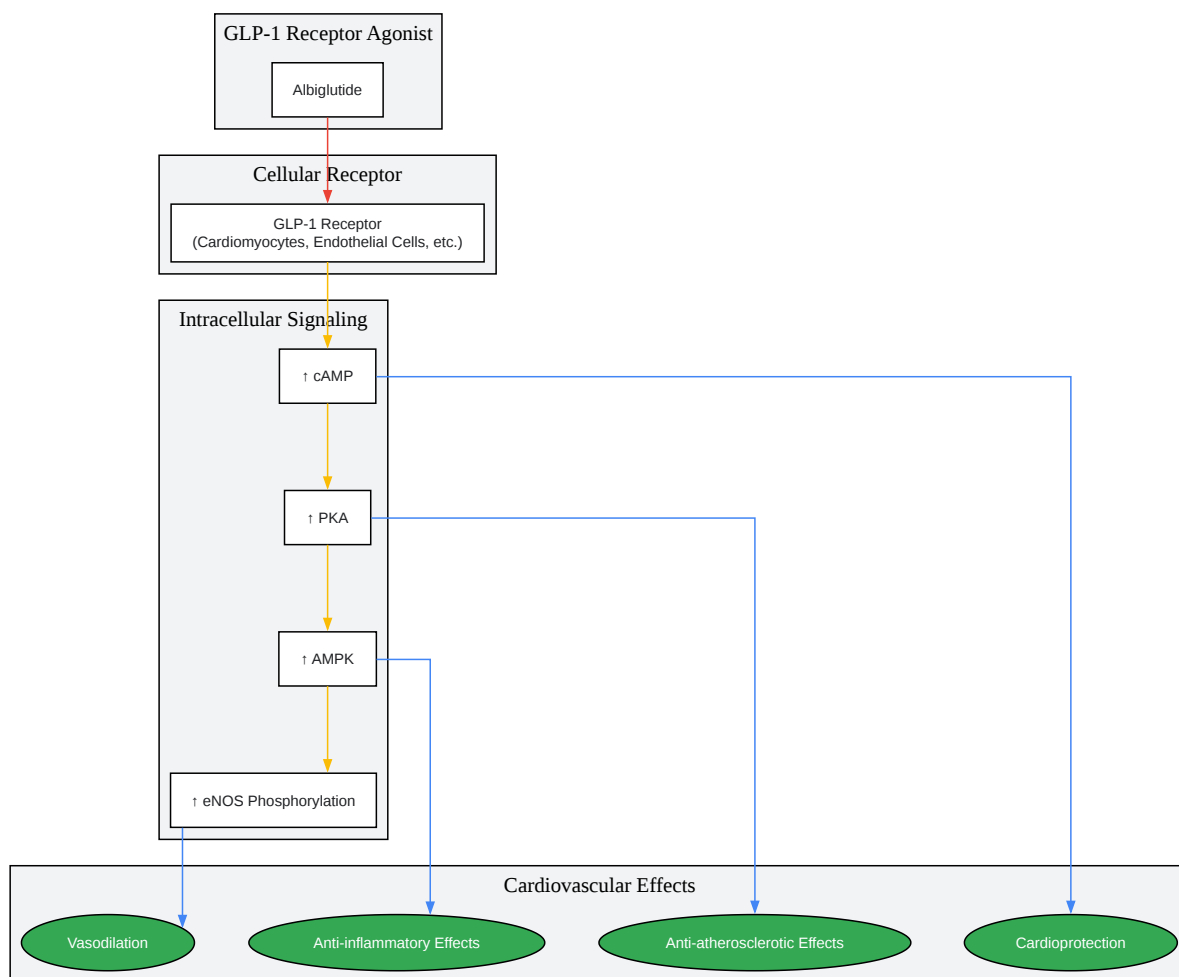 GLP-1 Receptor Agonist
Albiglutide
Cellular Receptor
GLP-1 Receptor
(Cardiomyocytes, Endothelial Cells, etc.)
Intracellular Signaling
↑ cAMP
↑ PKA
↑ AMPK
↑ eNOS Phosphorylation
Cardiovascular Effects
Vasodilation
Anti-inflammatory Effects
Anti-atherosclerotic Effects
Cardioprotection